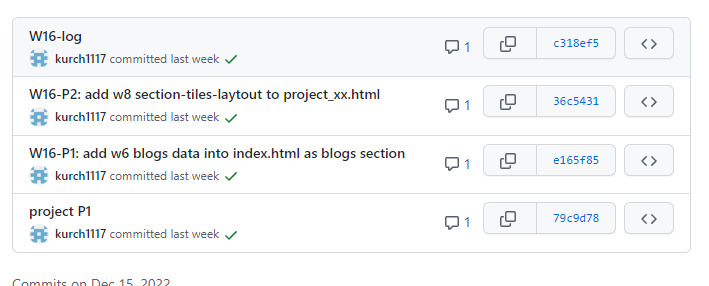 W16-log
kurch1117 committed last week
1
c318ef5
W16-P2: add w8 section-tiles-laytout to project_xx.html
kurch1117 committed last week
1
36c5431
W16-P1: add w6 blogs data into index.html as blogs section
kurch1117 committed last week
1
e165f85
project P1
kurch1117 committed last week
1
79c9d78
Commits on Dec 15, 2022